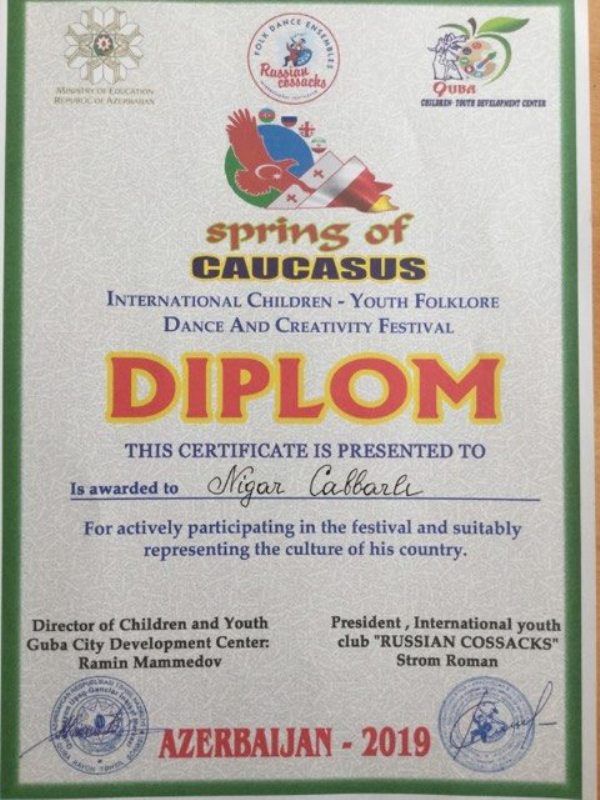 MINISTRY OF EDUCATION
REPUBLIC OF AZERBAIJAN
FOLK DANCE ENSEMBLES
Russian
cossacks
QUBA
CHILDREN- YOUTH DEVELOPMENT CENTER
spring of
CAUCASUS
INTERNATIONAL CHILDREN - YOUTH FOLKLORE
DANCE AND CREATIVITY FESTIVAL
DIPLOM
THIS CERTIFICATE IS PRESENTED TO
Is awarded to Nigar Cabbarlı
For actively participating in the festival and suitably
representing the culture of his country.
Director of Children and Youth
Guba City Development Center:
Ramin Mammedov
President , International youth
club "RUSSIAN COSSACKS"
Strom Roman
AZERBAIJAN - 2019